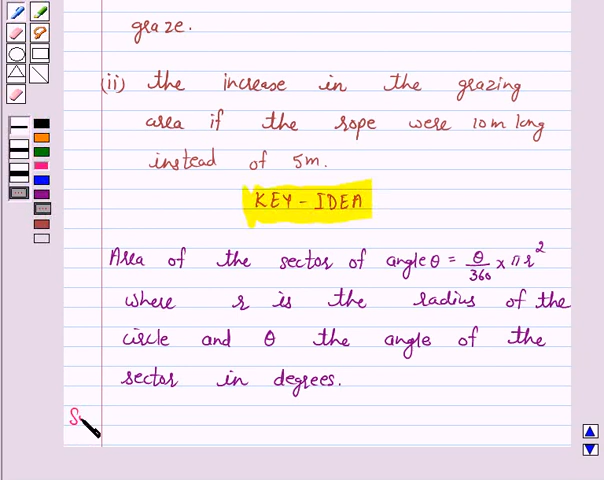 graze.
(ii) the increase in the grazing
area if the rope were 10m long
instead of 5m.
KEY-IDEA
Area of the sector of angle θ = θ/360 × πr²
where r is the radius of the
circle and θ the angle of the
sector in degrees.
S